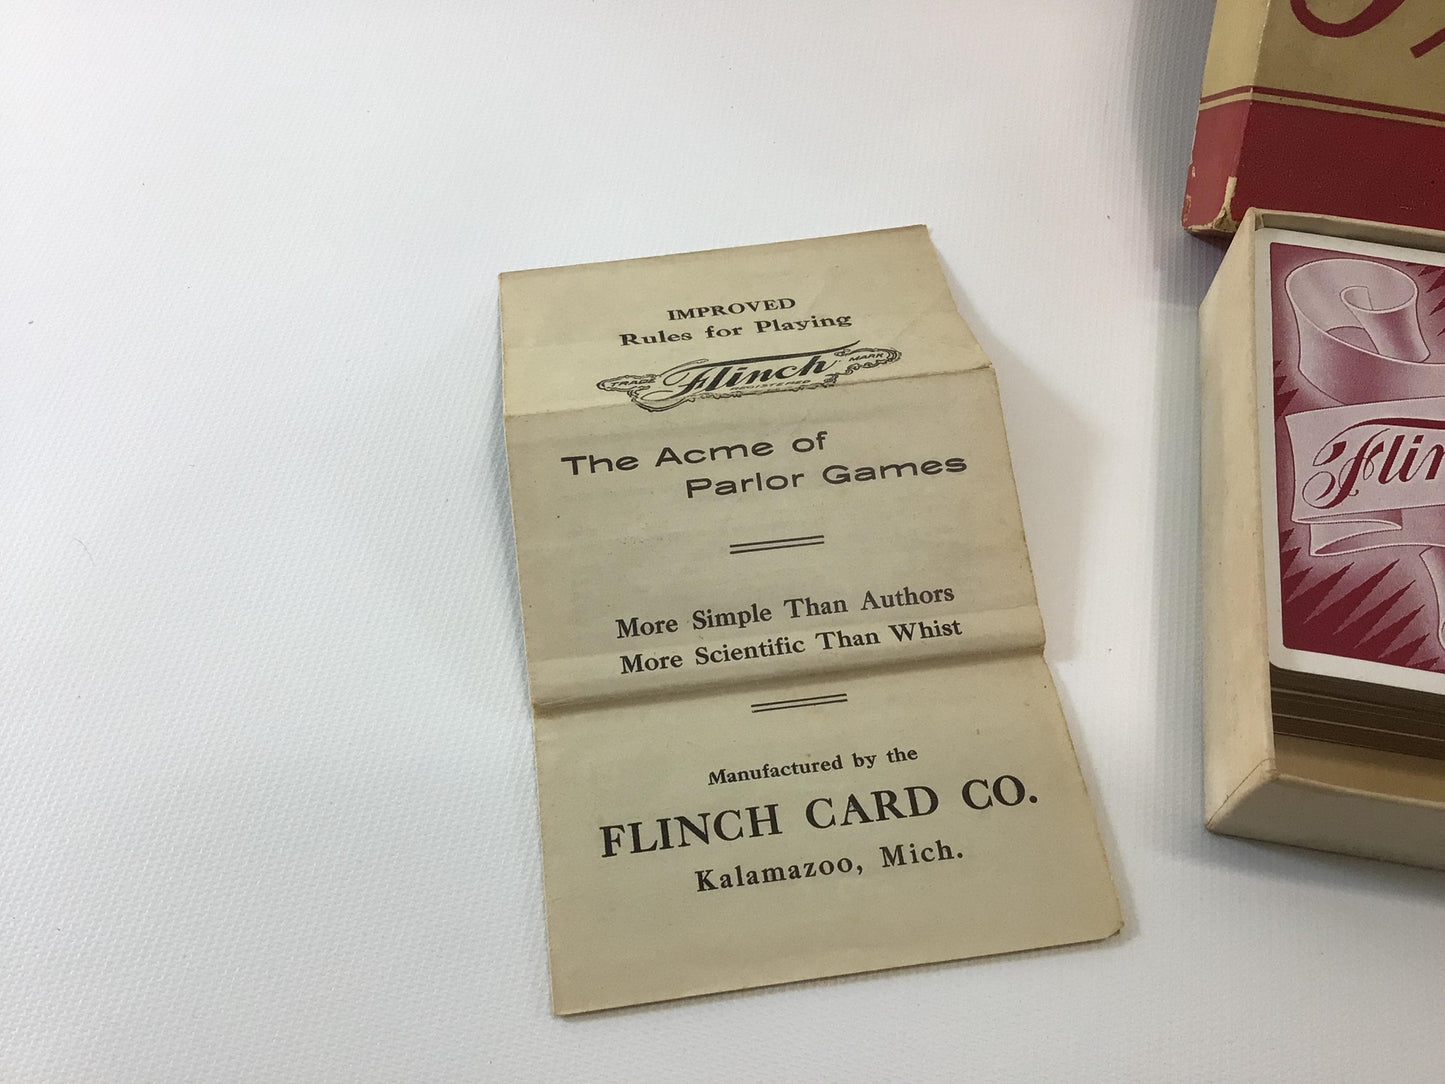 IMPROVED
Rules for Playing
TRADE Flinch MARK
REGISTERED
The Acme of
Parlor Games
More Simple Than Authors
More Scientific Than Whist
Manufactured by the
FLINCH CARD CO.
Kalamazoo, Mich.
Flin